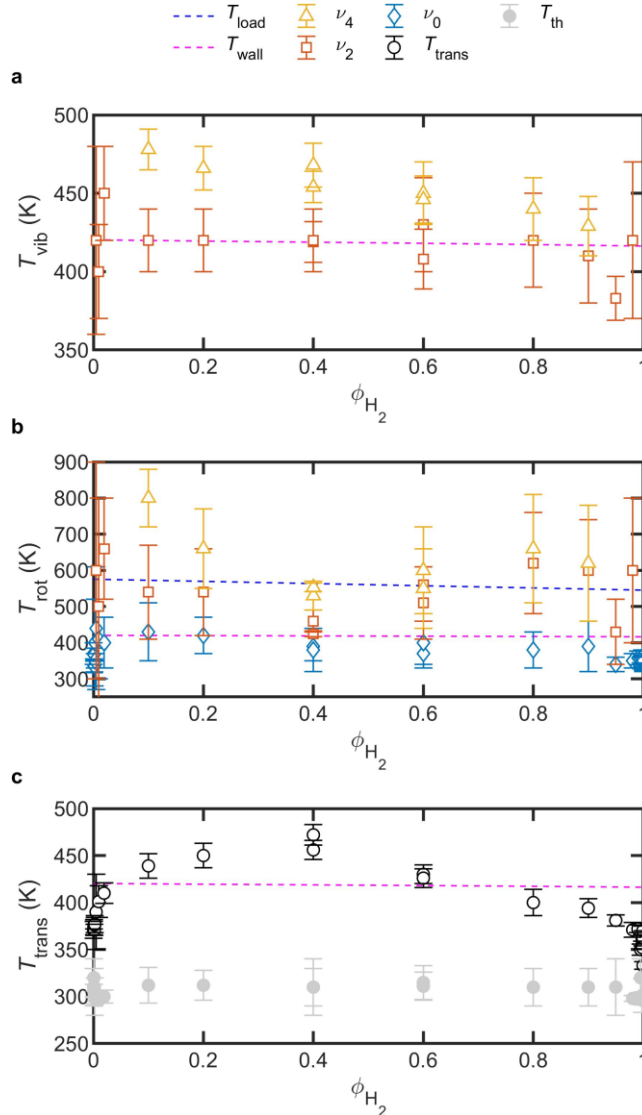 T_load ν_4 ν_0 T_th
T_wall ν_2 T_trans
a
500
450
400
350
T_vib (K)
0 0.2 0.4 0.6 0.8 1
ϕ_H_2
b
900
800
700
600
500
400
300
T_rot (K)
0 0.2 0.4 0.6 0.8 1
ϕ_H_2
c
500
450
400
350
300
250
T_trans (K)
0 0.2 0.4 0.6 0.8 1
ϕ_H_2